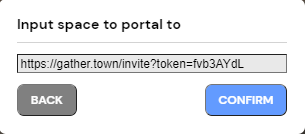 Input space to portal to
https://gather.town/invite?token=fvb3AYdL
BACK
CONFIRM